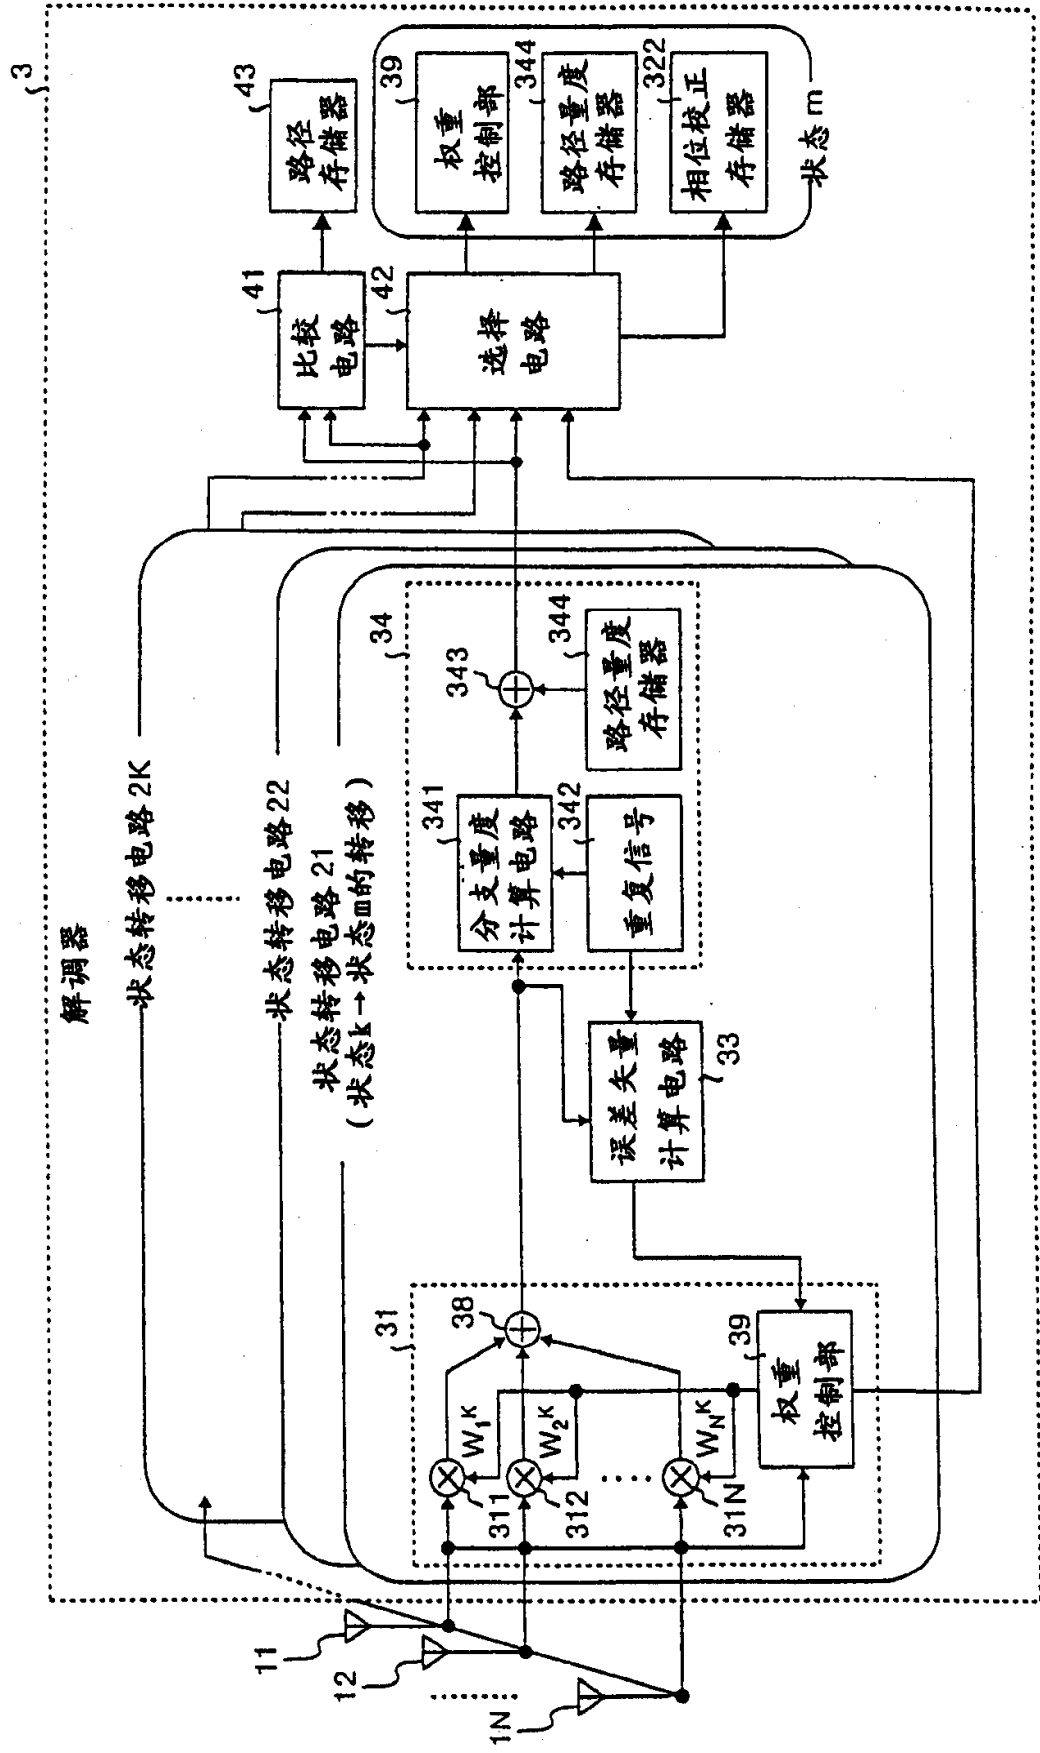 3
解调器
状态转移电路2K
状态转移电路22
状态转移电路21
(状态k→状态m的转移)
11
12
1N
31
311
312
31N
W₁ᴷ
W₂ᴷ
W_Nᴷ
38
39
权重
控制部
误差矢量
计算电路
33
34
341
分支量度
计算电路
342
重复信号
343
344
路径量度
存储器
41
比较
电路
42
选择
电路
43
路径
存储器
39
权重
控制部
344
路径量度
存储器
322
相位校正
存储器
状态m